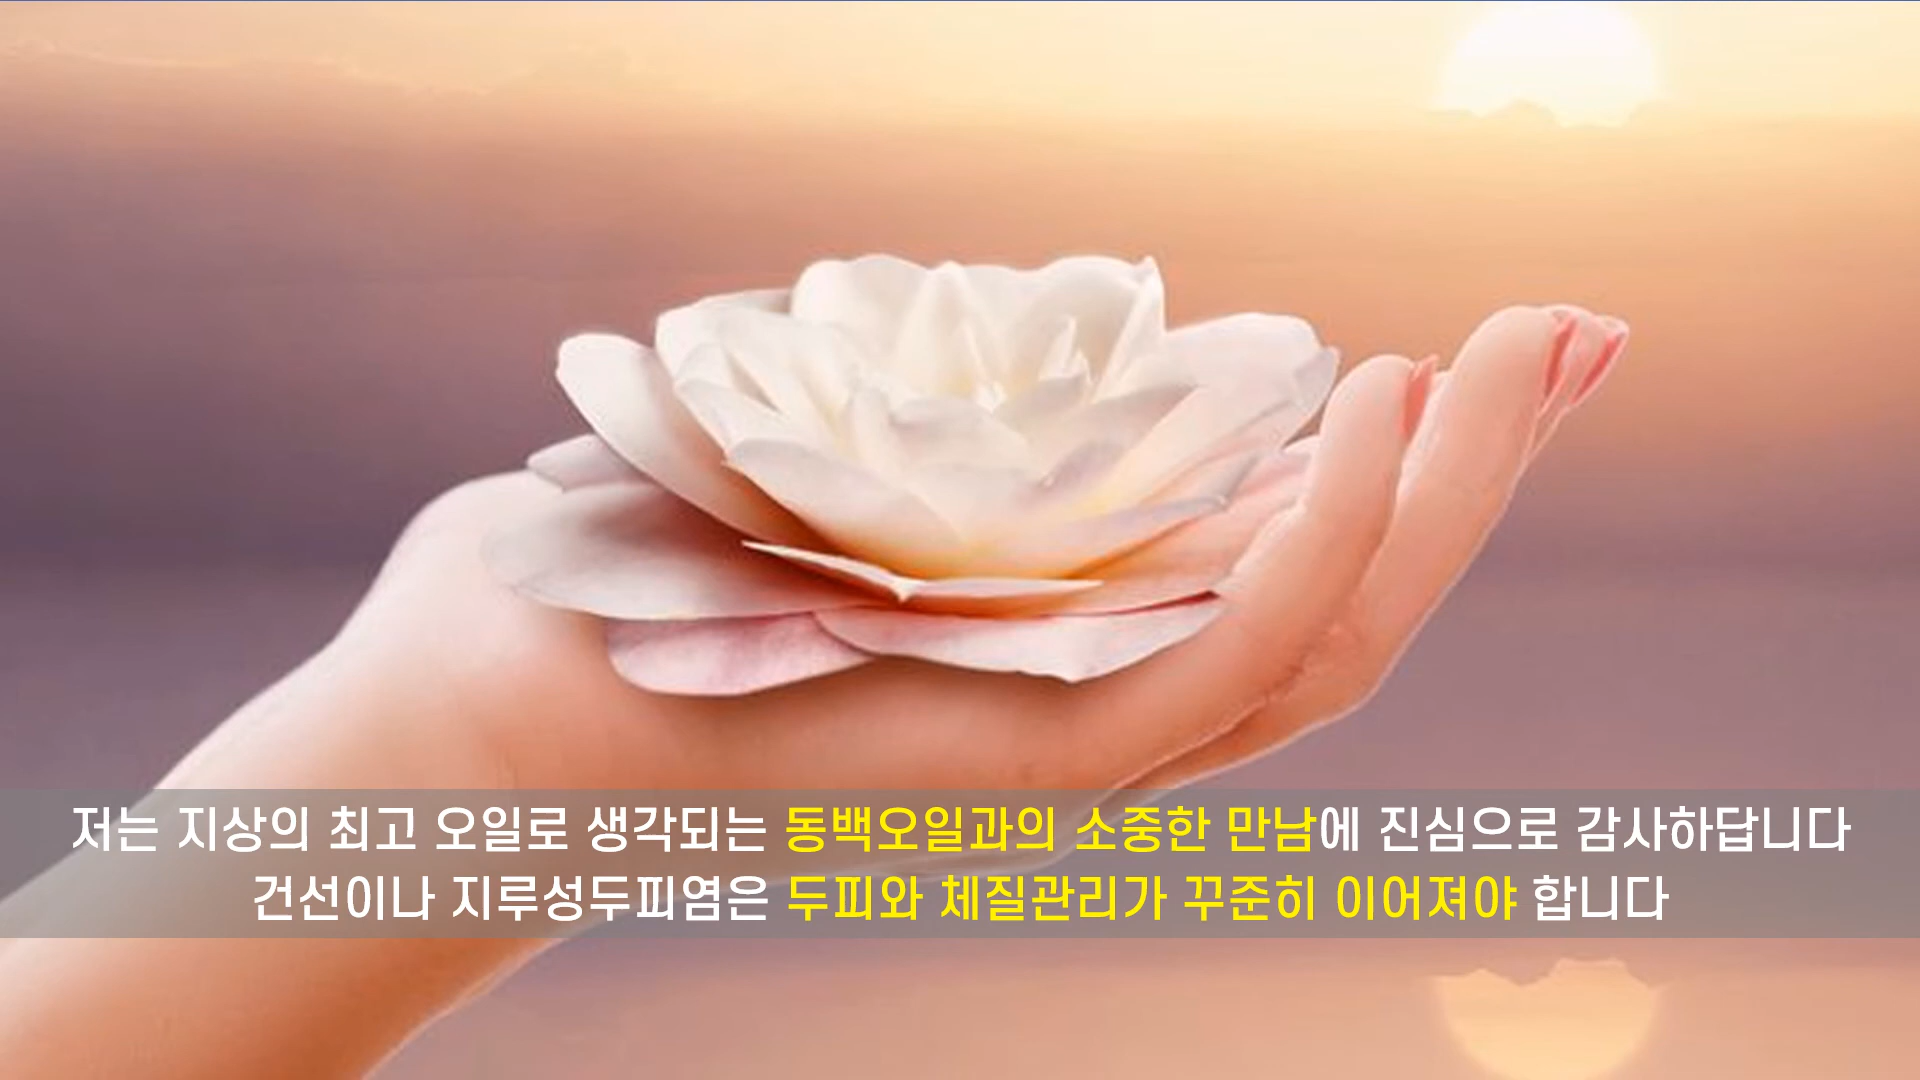 저는 지상의 최고 오일로 생각되는 동백오일과의 소중한 만남에 진심으로 감사하답니다
건선이나 지루성두피염은 두피와 체질관리가 꾸준히 이어져야 합니다